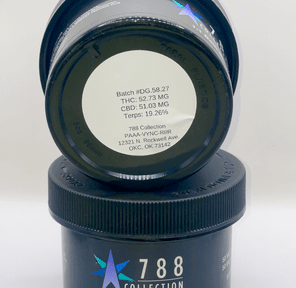 Batch #DG.58.27
THC: 52.73 MG
CBD: 51.03 MG
Terps: 19.26%
788 Collection
PAAA-VYNC-R8IR
12321 N. Rockwell Ave.
OKC, OK 73142
788
COLLECTION